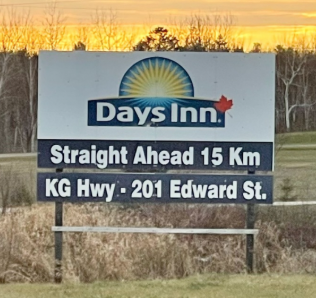 Days Inn
Straight Ahead 15 Km
KG Hwy - 201 Edward St.